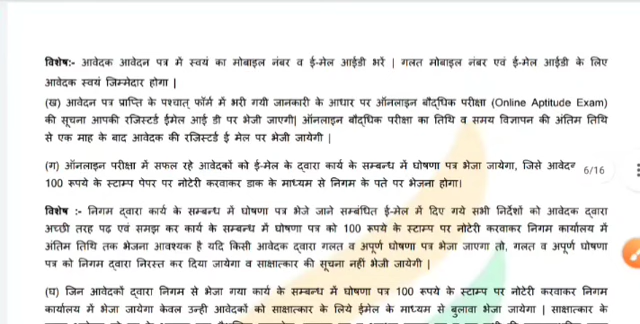 विशेष:- आवेदक आवेदन पत्र में स्वयं का मोबाइल नंबर व ई-मेल आईडी भरें | गलत मोबाइल नंबर एवं ई-मेल आईडी के लिए
आवेदक स्वयं जिम्मेदार होगा |
(ख) आवेदन पत्र प्राप्ति के पश्चात् फॉर्म में भरी गयी जानकारी के आधार पर ऑनलाइन बौद्धिक परीक्षा (Online Aptitude Exam)
की सूचना आपकी रजिस्टर्ड ईमेल आई डी पर भेजी जाएगी| ऑनलाइन बौद्धिक परीक्षा का तिथि व समय विज्ञापन की अंतिम तिथि
से एक माह के बाद आवेदक की रजिस्टर्ड ई मेल पर भेजी जायेगी |
(ग) ऑनलाइन परीक्षा में सफल रहे आवेदकों को ई-मेल के द्वारा कार्य के सम्बन्ध में घोषणा पत्र भेजा जायेगा, जिसे आवेदन
6/16
100 रूपये के स्टाम्प पेपर पर नोटेरी करवाकर डाक के माध्यम से निगम के पते पर भेजना होगा।
विशेष :- निगम द्वारा कार्य के सम्बन्ध में घोषणा पत्र भेजे जाने सम्बंधित ई-मेल में दिए गये सभी निर्देशों को आवेदक द्वारा
अच्छी तरह पढ़ एवं समझ कर कार्य के सम्बन्ध में घोषणा पत्र को 100 रूपये के स्टाम्प पर नोटेरी करवाकर निगम कार्यालय में
अंतिम तिथि तक भेजना आवश्यक है यदि किसी आवेदक द्वारा गलत व अपूर्ण घोषणा पत्र भेजा जाएगा तो, गलत व अपूर्ण घोषणा
पत्र को निगम द्वारा निरस्त कर दिया जायेगा व साक्षात्कार की सूचना नहीं भेजी जायेगी |
(घ) जिन आवेदकों द्वारा निगम से भेजा गया कार्य के सम्बन्ध में घोषणा पत्र 100 रूपये के स्टाम्प पर नोटेरी करवाकर निगम
कार्यालय में भेजा जायेगा केवल उन्ही आवेदकों को साक्षात्कार के लिये ईमेल के माध्यम से बुलावा भेजा जायेगा | साक्षात्कार के